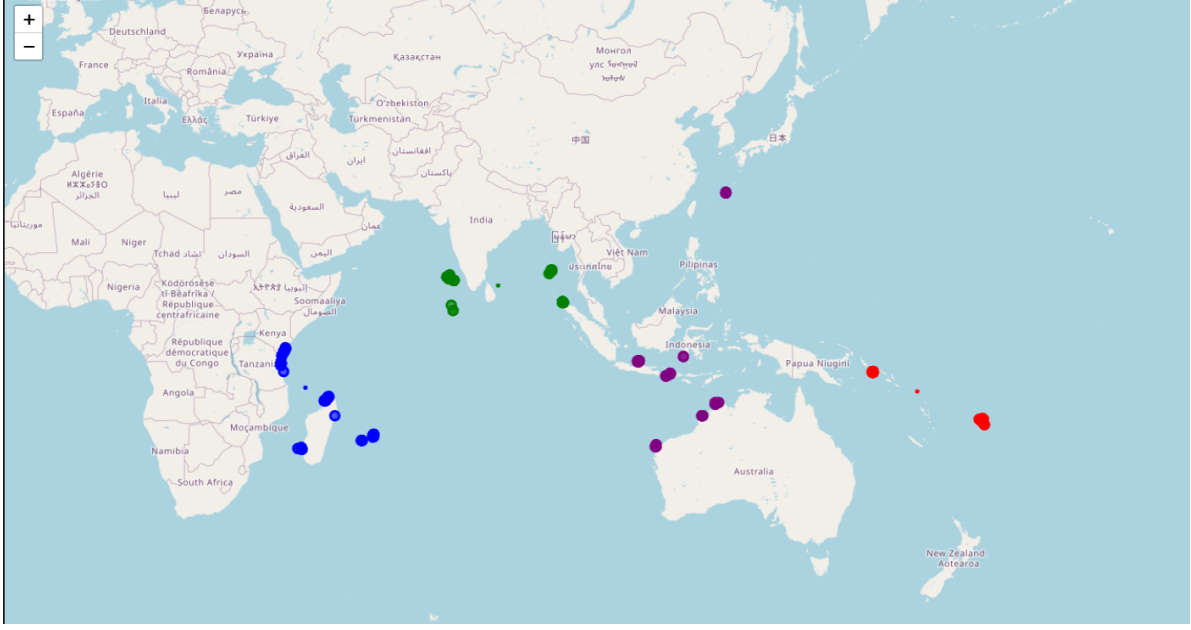 +
−
Беларусь
Deutschland
Україна
France
România
Қазақстан
Монгол
улс
Italia
España
Ελλάς
Türkiye
Oʻzbekiston
Türkmenistan
中国
日本
افغانستان
ایران
العراق
پاکستان
Algérie
ⵍⵣⵣⴰⵢⴻⵔ
الجزائر
ليبيا
مصر
السعودية
عمان
India
موريتانيا
Mali
Niger
Tchad تشاد
السودان
اليمن
Việt Nam
ประเทศไทย
Pilipinas
Nigeria
Ködörösêse
tî Bêafrîka /
République
centrafricaine
ኢትዮጵያ
Soomaaliya
الصومال
Malaysia
Kenya
Indonesia
République
démocratique
du Congo
Tanzania
Papua Niugini
Angola
Moçambique
Namibia
South Africa
Australia
New Zealand
Aotearoa